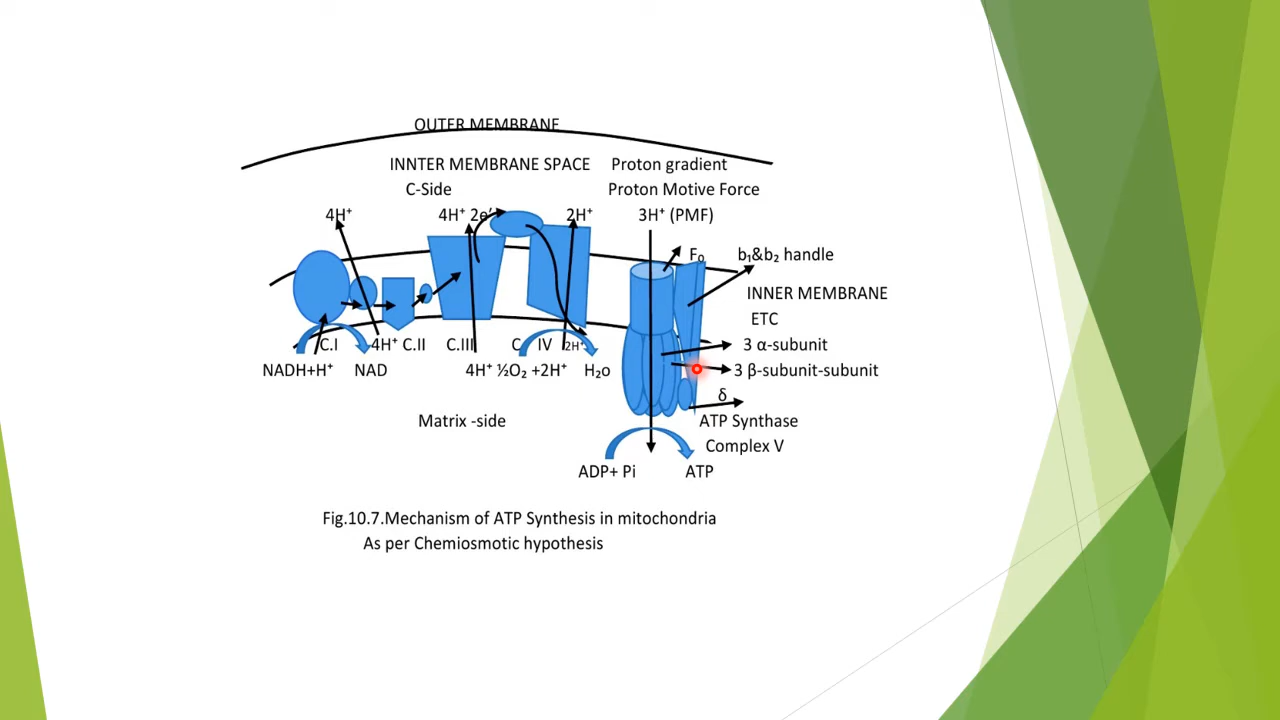 OUTER MEMBRANE
INNTER MEMBRANE SPACE Proton gradient
C-Side Proton Motive Force
4H⁺ 4H⁺ 2e⁻ 2H⁺ 3H⁺ (PMF)
F₀ b₁&b₂ handle
INNER MEMBRANE
ETC
C.I 4H⁺ C.II C.III C IV 2H⁺ 3 α-subunit
NADH+H⁺ NAD 4H⁺ ½O₂ +2H⁺ H₂o 3 β-subunit-subunit
δ
Matrix -side ATP Synthase
Complex V
ADP+ Pi ATP
Fig.10.7.Mechanism of ATP Synthesis in mitochondria
As per Chemiosmotic hypothesis